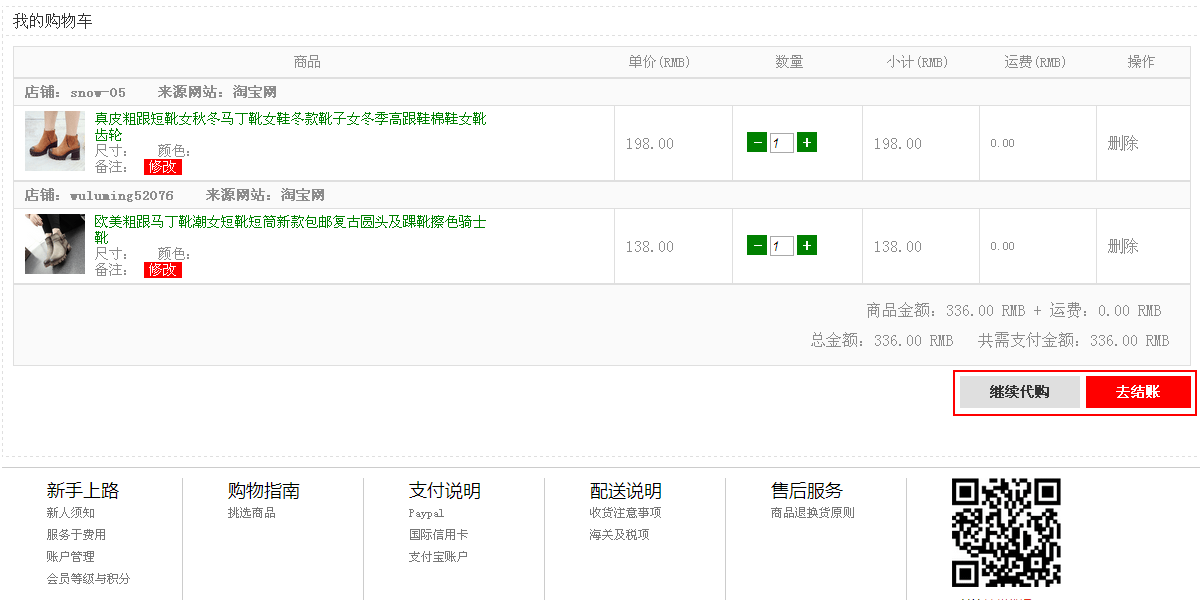 我的购物车
商品 单价(RMB) 数量 小计(RMB) 运费(RMB) 操作
店铺：snow-05 来源网站：淘宝网
真皮粗跟短靴女秋冬马丁靴女鞋冬款靴子女冬季高跟鞋棉鞋女靴
齿轮
尺寸： 颜色：
备注： 修改
198.00 − 1 + 198.00 0.00 删除
店铺：wuluming52076 来源网站：淘宝网
欧美粗跟马丁靴潮女短靴短筒新款包邮复古圆头及踝靴擦色骑士
靴
尺寸： 颜色：
备注： 修改
138.00 − 1 + 138.00 0.00 删除
商品金额：336.00 RMB + 运费：0.00 RMB
总金额：336.00 RMB 共需支付金额：336.00 RMB
继续代购 去结账
新手上路 购物指南 支付说明 配送说明 售后服务
新人须知 挑选商品 Paypal 收货注意事项 商品退换货原则
服务于费用 国际信用卡 海关及税项
账户管理 支付宝账户
会员等级与积分